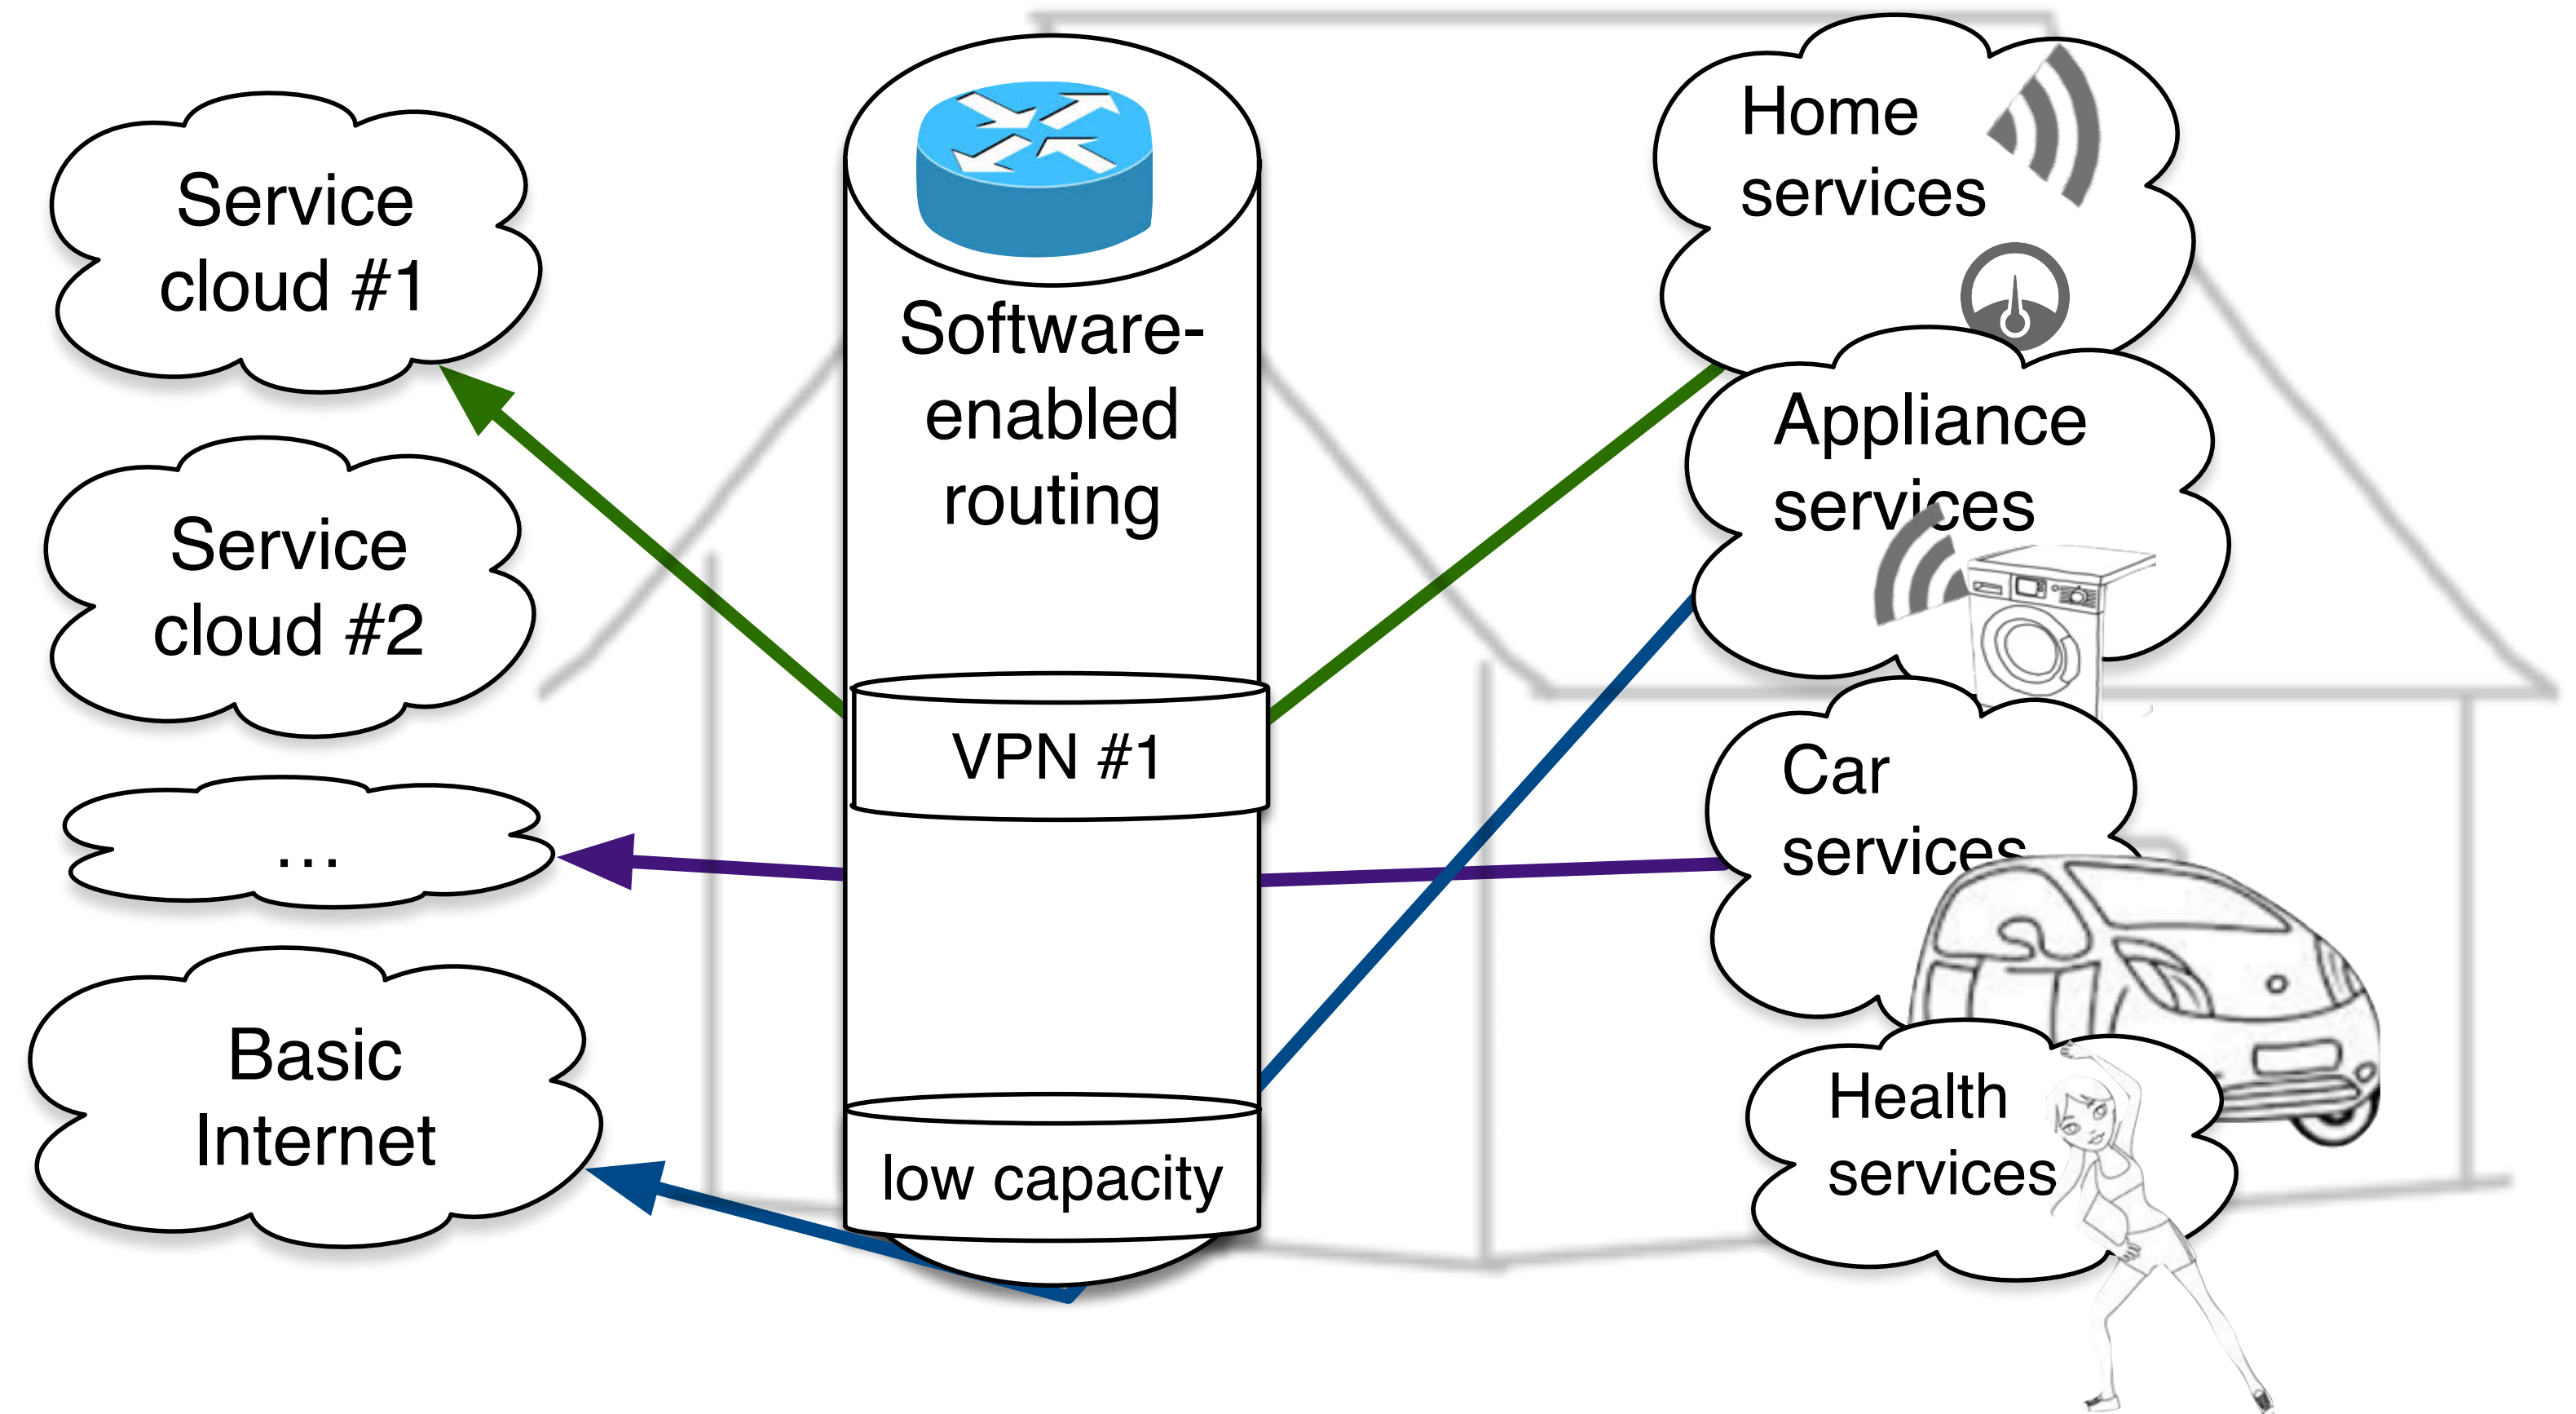 Service
cloud #1
Service
cloud #2
...
Basic
Internet
Software-
enabled
routing
VPN #1
low capacity
Home
services
Appliance
services
Car
services
Health
services